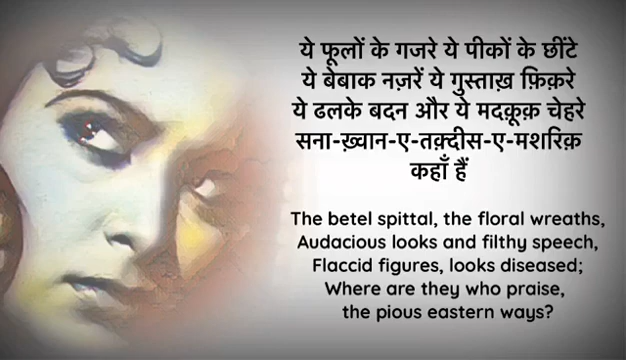 ये फूलों के गजरे ये पीकों के छींटे
ये बेबाक नज़रें ये गुस्ताख़ फ़िक़रे
ये ढलके बदन और ये मदक़ूक़ चेहरे
सना-ख़्वान-ए-तक़्दीस-ए-मशरिक़
कहाँ हैं
The betel spittal, the floral wreaths,
Audacious looks and filthy speech,
Flaccid figures, looks diseased;
Where are they who praise,
the pious eastern ways?